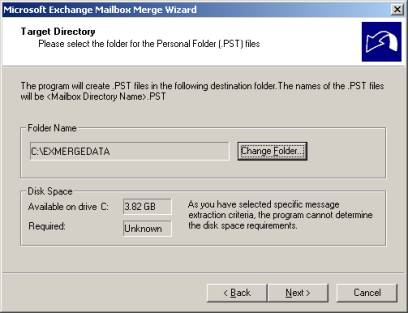 Microsoft Exchange Mailbox Merge Wizard
Target Directory
Please select the folder for the Personal Folder (.PST) files
The program will create .PST files in the following destination folder.The names of the .PST files
will be <Mailbox Directory Name>.PST
Folder Name
C:\EXMERGEDATA
Change Folder...
Disk Space
Available on drive C:
3.82 GB
As you have selected specific message
extraction criteria, the program cannot determine
the disk space requirements.
Required:
Unknown
< Back
Next >
Cancel